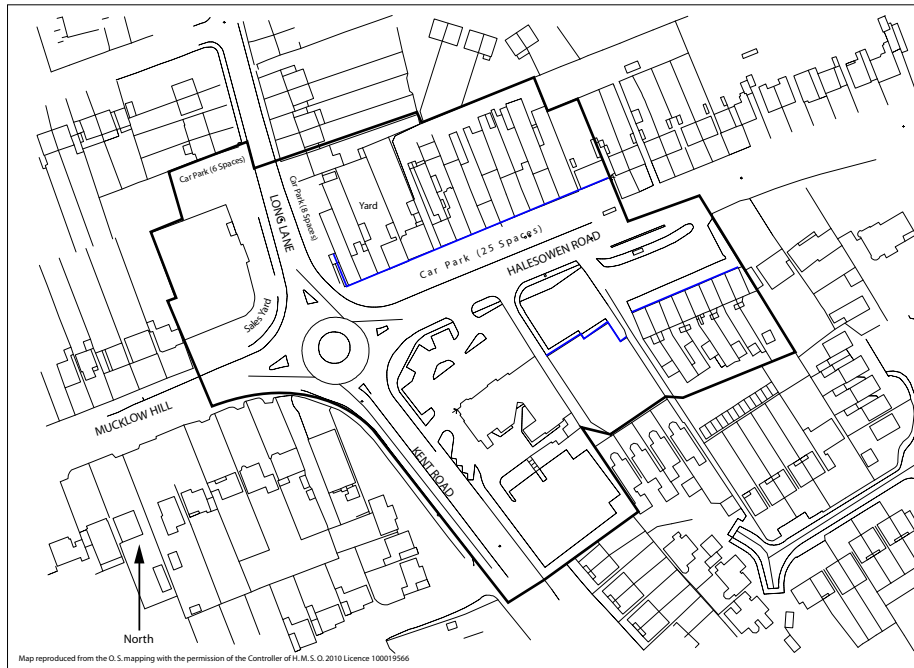 Car Park (6 Spaces)
LONG LANE
Car Park (8 Spaces)
Yard
Car Park (25 Spaces)
HALESOWEN ROAD
Sales Yard
MUCKLOW HILL
KENT ROAD
North
Map reproduced from the O.S. mapping with the permission of the Controller of H.M.S.O. 2010 Licence 100019566